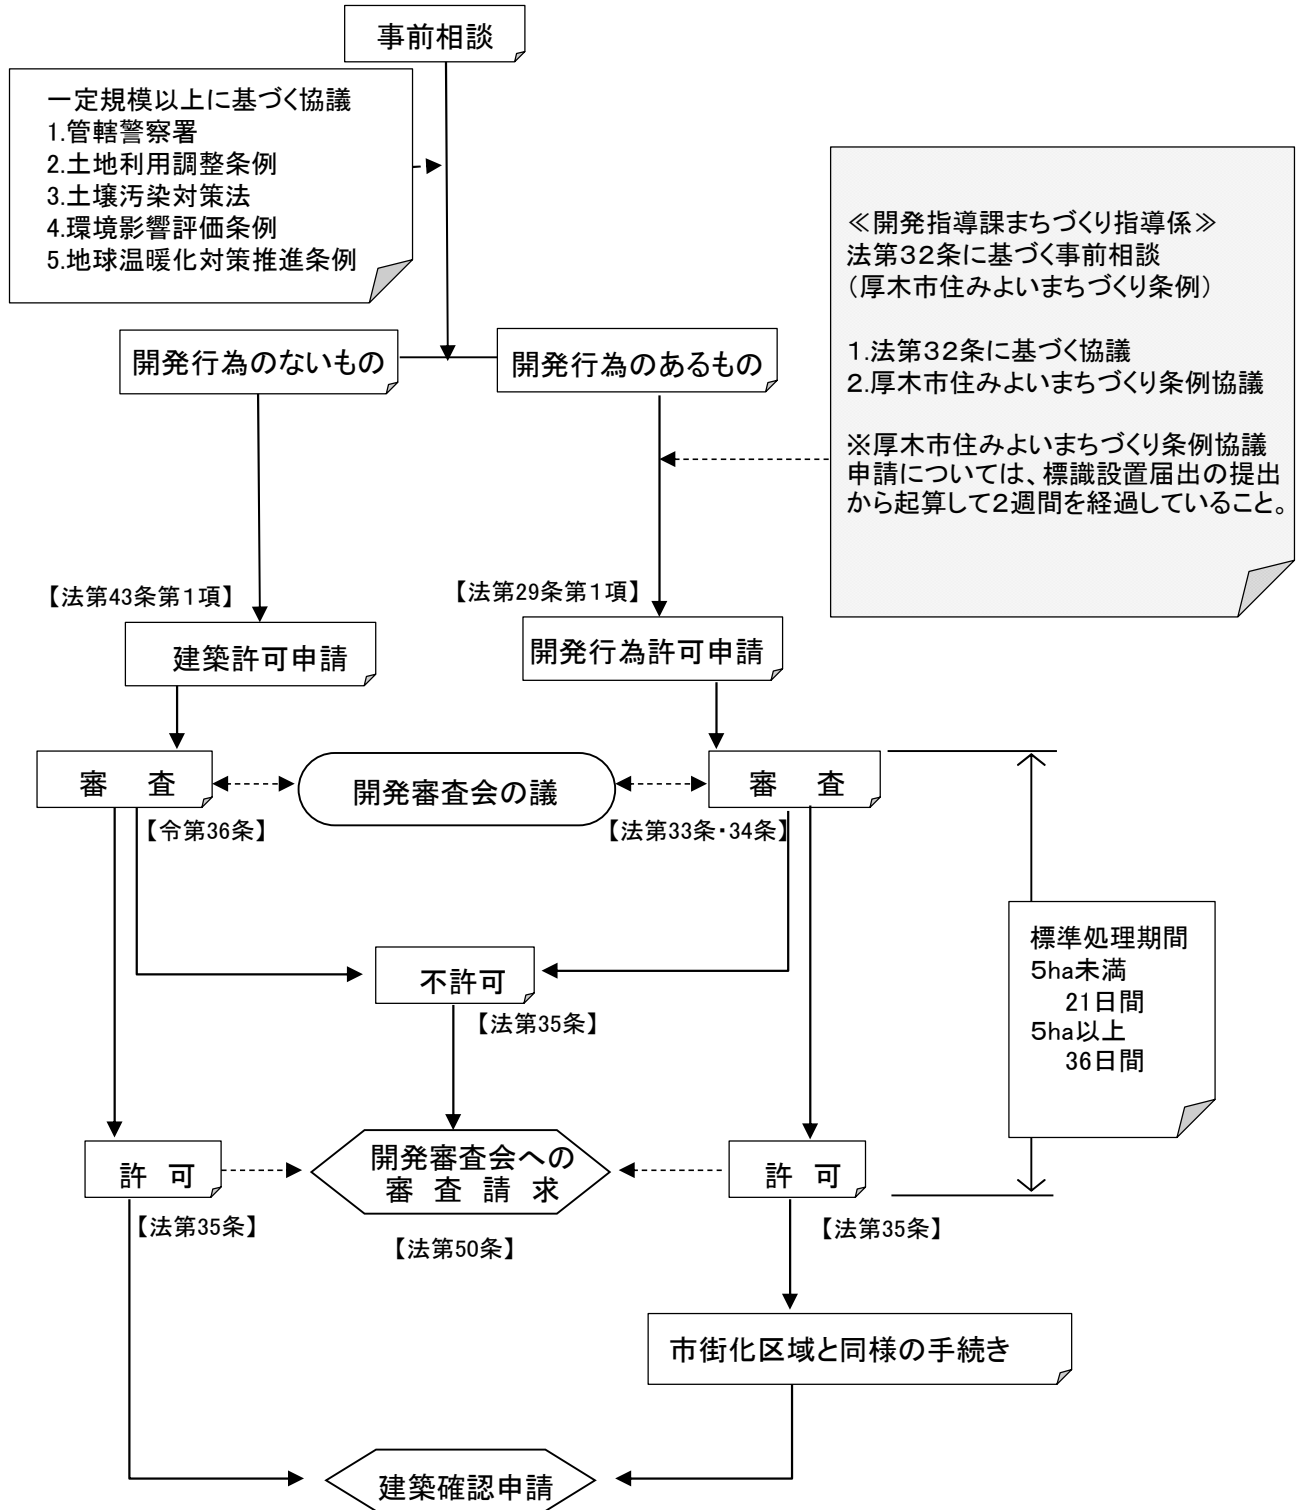 事前相談
一定規模以上に基づく協議
1.管轄警察署
2.土地利用調整条例
3.土壌汚染対策法
4.環境影響評価条例
5.地球温暖化対策推進条例
≪開発指導課まちづくり指導係≫
法第32条に基づく事前相談
（厚木市住みよいまちづくり条例）
1.法第32条に基づく協議
2.厚木市住みよいまちづくり条例協議
※厚木市住みよいまちづくり条例協議
申請については、標識設置届出の提出
から起算して2週間を経過していること。
開発行為のないもの
開発行為のあるもの
【法第43条第1項】
【法第29条第1項】
建築許可申請
開発行為許可申請
審　査
開発審査会の議
審　査
【令第36条】
【法第33条・34条】
標準処理期間
5ha未満
21日間
5ha以上
36日間
不許可
【法第35条】
許　可
開発審査会への
審　査　請　求
許　可
【法第35条】
【法第50条】
【法第35条】
市街化区域と同様の手続き
建築確認申請